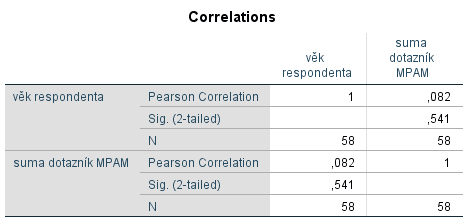 Correlations
věk respondenta
suma dotazník MPAM
věk respondenta Pearson Correlation 1 ,082
Sig. (2-tailed) ,541
N 58 58
suma dotazník MPAM Pearson Correlation ,082 1
Sig. (2-tailed) ,541
N 58 58